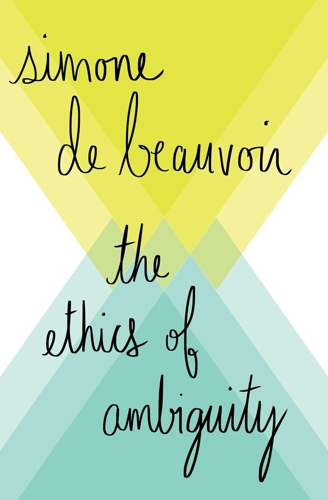 simone
de beauvoir
the
ethics of
ambiguity